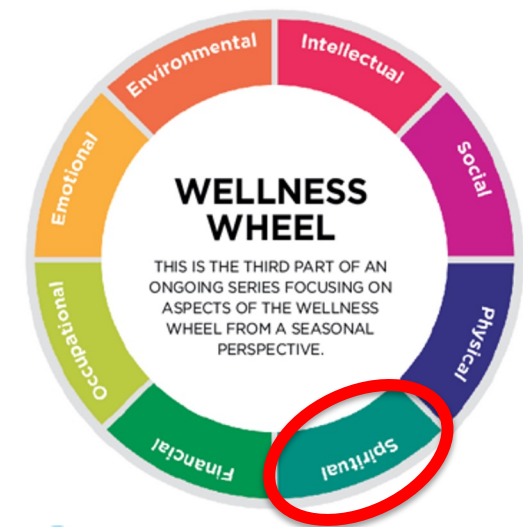 Environmental
Intellectual
Social
Physical
Spiritual
Financial
Occupational
Emotional
WELLNESS
WHEEL
THIS IS THE THIRD PART OF AN
ONGOING SERIES FOCUSING ON
ASPECTS OF THE WELLNESS
WHEEL FROM A SEASONAL
PERSPECTIVE.